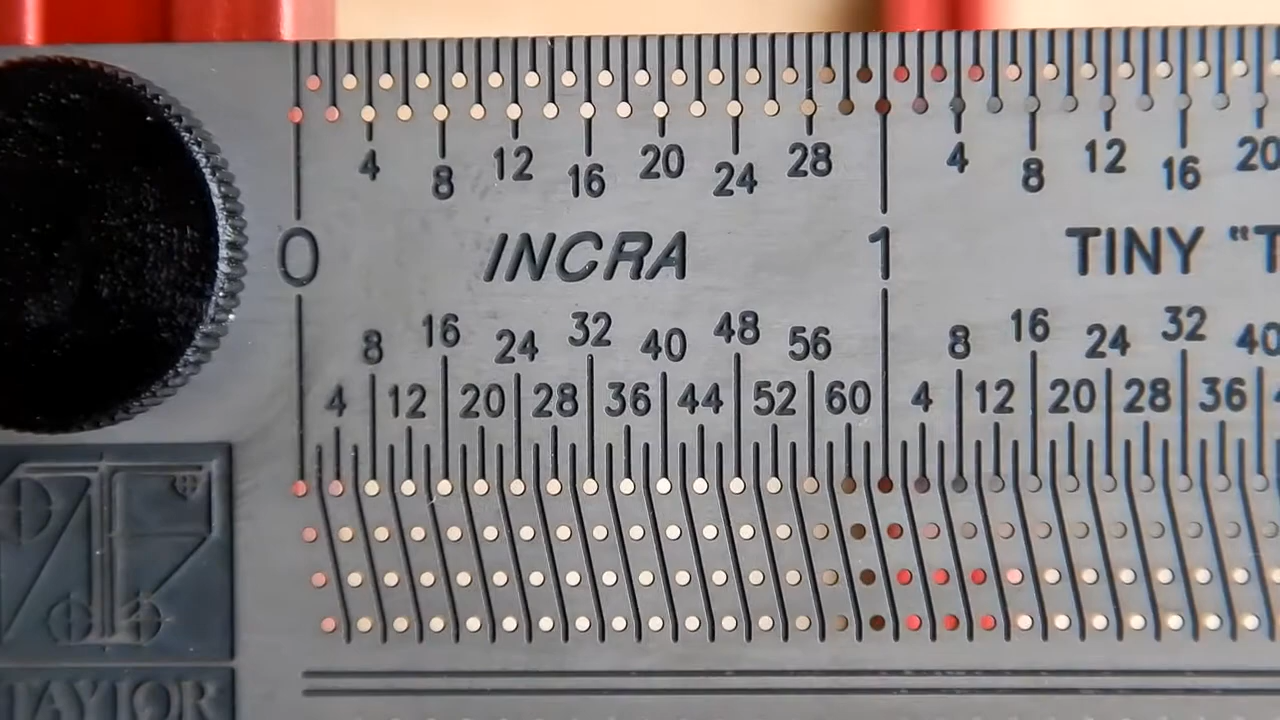 4 8 12 16 20 24 28 4 8 12 16 20
0 INCRA 1 TINY "T
8 16 24 32 40 48 56 8 16 24 32 40
4 12 20 28 36 44 52 60 4 12 20 28 36 4
TAYLOR